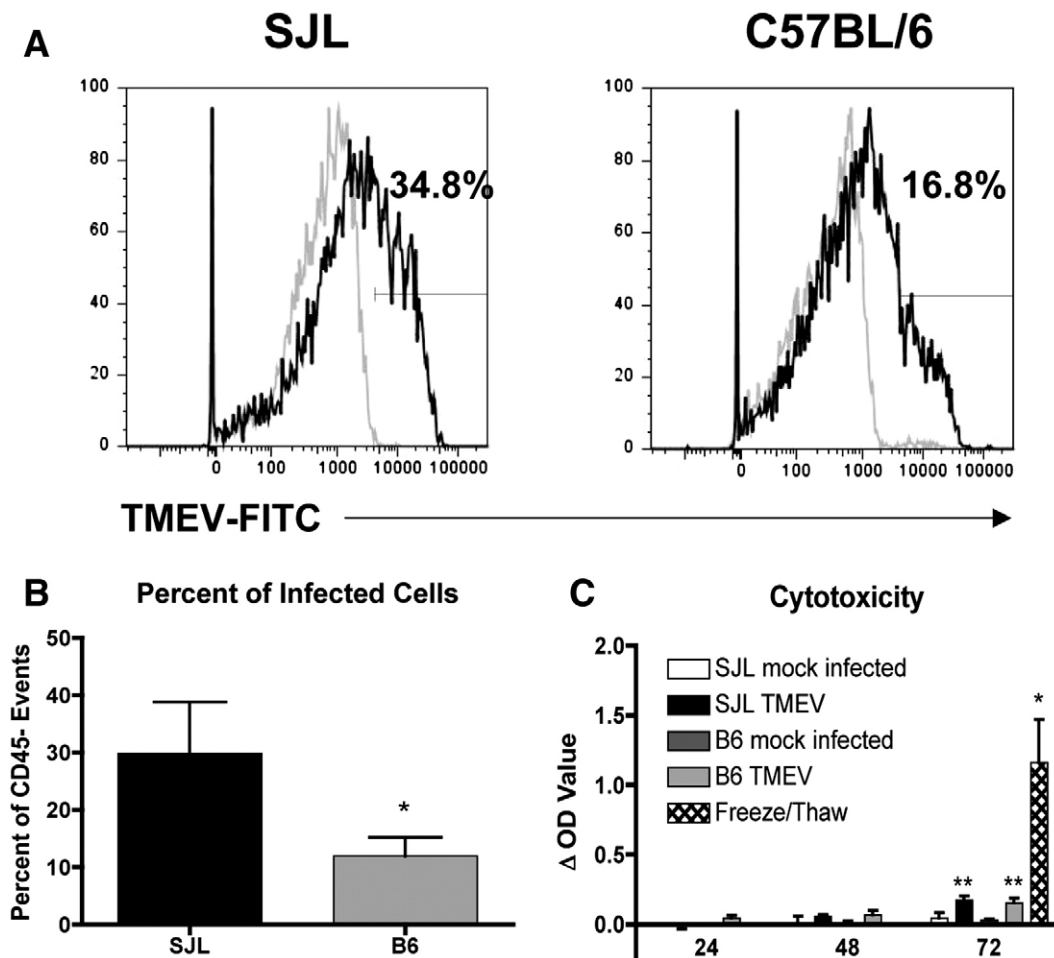 A
SJL
C57BL/6
100
80
60
40
20
0
34.8%
0 100 1000 10000 100000
100
80
60
40
20
0
16.8%
0 100 1000 10000 100000
TMEV-FITC
B
Percent of Infected Cells
Percent of CD45- Events
50
40
30
20
10
0
*
SJL B6
C
Cytotoxicity
Δ OD Value
2.0
1.5
1.0
0.5
0.0
SJL mock infected
SJL TMEV
B6 mock infected
B6 TMEV
Freeze/Thaw
*
** **
24 48 72